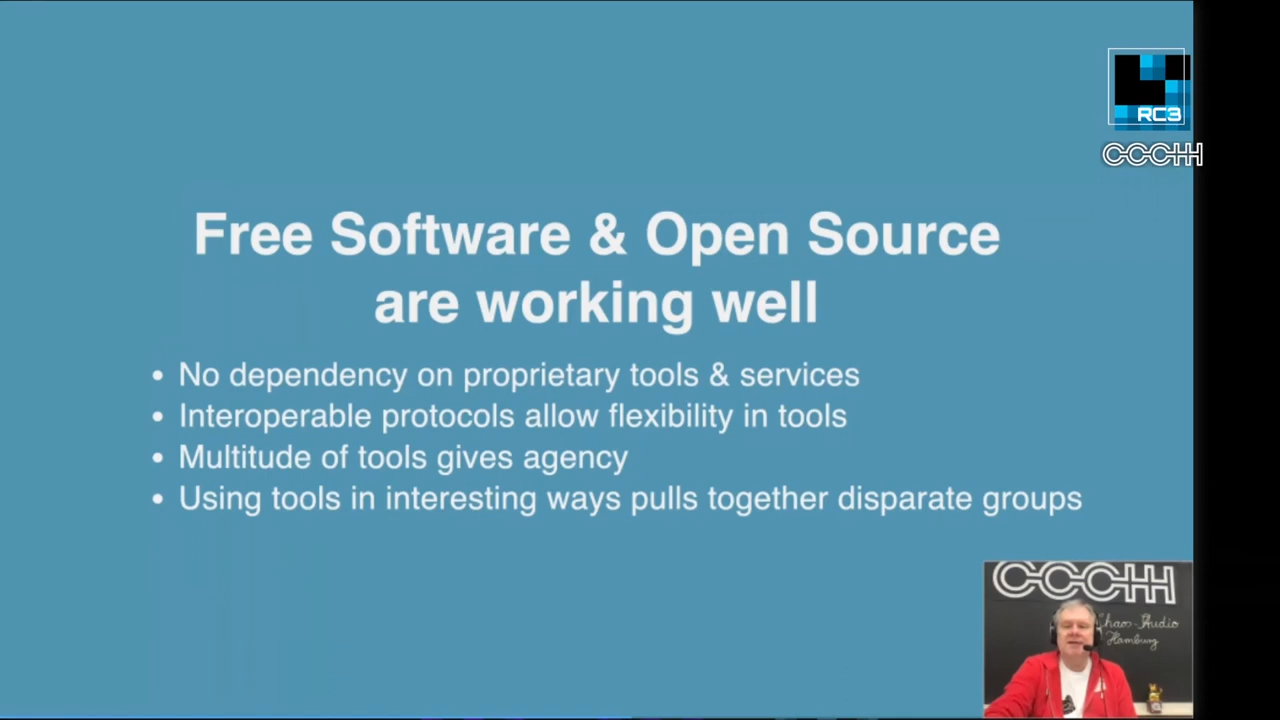 RC3
CCCHH
Free Software & Open Source
are working well
• No dependency on proprietary tools & services
• Interoperable protocols allow flexibility in tools
• Multitude of tools gives agency
• Using tools in interesting ways pulls together disparate groups
CCCHH
Chaos-Audio
Hamburg